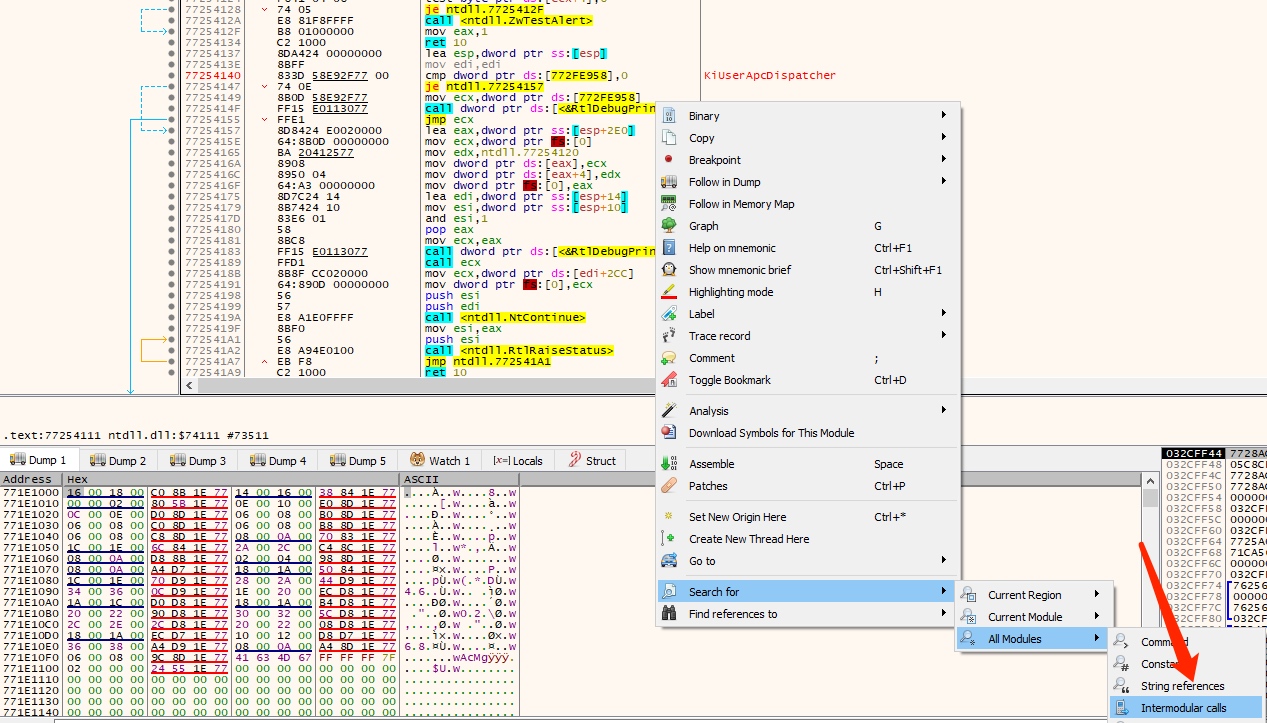 77254128 74 05 je ntdll.7725412F
7725412A E8 81F8FFFF call <ntdll.ZwTestAlert>
7725412F B8 01000000 mov eax,1
77254134 C2 1000 ret 10
77254137 8DA424 00000000 lea esp,dword ptr ss:[esp]
7725413E 8BFF mov edi,edi
77254140 833D 58E92F77 00 cmp dword ptr ds:[772FE958],0 KiUserApcDispatcher
77254147 74 0E je ntdll.77254157
77254149 8B0D 58E92F77 mov ecx,dword ptr ds:[772FE958]
7725414F FF15 E0113077 call dword ptr ds:[<&RtlDebugPrin
77254155 FFE1 jmp ecx
77254157 8D8424 E0020000 lea eax,dword ptr ss:[esp+2E0]
7725415E 64:8B0D 00000000 mov ecx,dword ptr fs:[0]
77254165 BA 20412577 mov edx,ntdll.77254120
7725416A 8908 mov dword ptr ds:[eax],ecx
7725416C 8950 04 mov dword ptr ds:[eax+4],edx
7725416F 64:A3 00000000 mov dword ptr fs:[0],eax
77254175 8D7C24 14 lea edi,dword ptr ss:[esp+14]
77254179 8B7424 10 mov esi,dword ptr ss:[esp+10]
7725417D 83E6 01 and esi,1
77254180 58 pop eax
77254181 8BC8 mov ecx,eax
77254183 FF15 E0113077 call dword ptr ds:[<&RtlDebugPrin
77254189 FFD1 call ecx
7725418B 8B8F CC020000 mov ecx,dword ptr ds:[edi+2CC]
77254191 64:890D 00000000 mov dword ptr fs:[0],ecx
77254198 56 push esi
77254199 57 push edi
7725419A E8 A1E0FFFF call <ntdll.NtContinue>
7725419F 8BF0 mov esi,eax
772541A1 56 push esi
772541A2 E8 A94E0100 call <ntdll.RtlRaiseStatus>
772541A7 EB F8 jmp ntdll.772541A1
772541A9 C2 1000 ret 10
Binary
Copy
Breakpoint
Follow in Dump
Follow in Memory Map
Graph G
Help on mnemonic Ctrl+F1
Show mnemonic brief Ctrl+Shift+F1
Highlighting mode H
Label
Trace record
Comment ;
Toggle Bookmark Ctrl+D
Analysis
Download Symbols for This Module
Assemble Space
Patches Ctrl+P
Set New Origin Here Ctrl+*
Create New Thread Here
Go to
Search for
Find references to
Current Region
Current Module
All Modules
Constan
String references
Intermodular calls
.text:77254111 ntdll.dll:$74111 #73511
Dump 1 Dump 2 Dump 3 Dump 4 Dump 5 Watch 1 [x=] Locals Struct
Address Hex ASCII
771E1000 16 00 18 00 C0 8B 1E 77 14 00 16 00 38 84 1E 77 ....À..w....8..w
771E1010 00 00 02 00 80 5B 1E 77 0E 00 10 00 E0 8D 1E 77
771E1020 0C 00 0E 00 D0 8D 1E 77 06 00 08 00 B0 8D 1E 77
771E1030 06 00 08 00 C0 8D 1E 77 06 00 08 00 B8 8D 1E 77
771E1040 06 00 08 00 C8 8D 1E 77 08 00 0A 00 70 83 1E 77
771E1050 1C 00 1E 00 6C 84 1E 77 2A 00 2C 00 C4 8C 1E 77
771E1060 08 00 0A 00 D8 8B 1E 77 02 00 04 00 98 8D 1E 77
771E1070 08 00 0A 00 A4 D7 1E 77 18 00 1A 00 50 84 1E 77
771E1080 1C 00 1E 00 70 D9 1E 77 28 00 2A 00 44 D9 1E 77
771E1090 34 00 36 00 0C D9 1E 77 1E 00 20 00 EC D8 1E 77
771E10A0 1A 00 1C 00 D0 D8 1E 77 18 00 1A 00 B4 D8 1E 77
771E10B0 20 00 22 00 90 D8 1E 77 30 00 32 00 5C D8 1E 77
771E10C0 2C 00 2E 00 2C D8 1E 77 20 00 22 00 08 D8 1E 77
771E10D0 18 00 1A 00 EC D7 1E 77 10 00 12 00 D8 D7 1E 77
771E10E0 36 00 38 00 A4 D9 1E 77 08 00 0A 00 A4 8D 1E 77
771E10F0 06 00 08 00 9C 8D 1E 77 41 63 4D 67 FF FF FF 7F
771E1100 02 00 00 00 24 55 1E 77 00 00 00 00 00 00 00 00
771E1110 00 00 00 00 00 00 00 00 00 00 00 00 00 00 00 00
771E1120 00 00 00 00 00 00 00 00 00 00 00 00 00 00 00 00
771E1130 00 00 00 00 00 00 00 00 00 00 00 00 00 00 00 00
771E1140 00 00 00 00 00 00 00 00 00 00 00 00 00 00 00 00
032CFF44 7728A
032CFF48 05C8C
032CFF4C 7728A
032CFF50 7728A
032CFF54 00000
032CFF58 032CF
032CFF5C 00000
032CFF60 032CF
032CFF64 7725A
032CFF68 71CA5
032CFF6C 00000
032CFF70 032CF
032CFF74 76256
032CFF78 00000
032CFF7C 76256
032CFF80 032CF